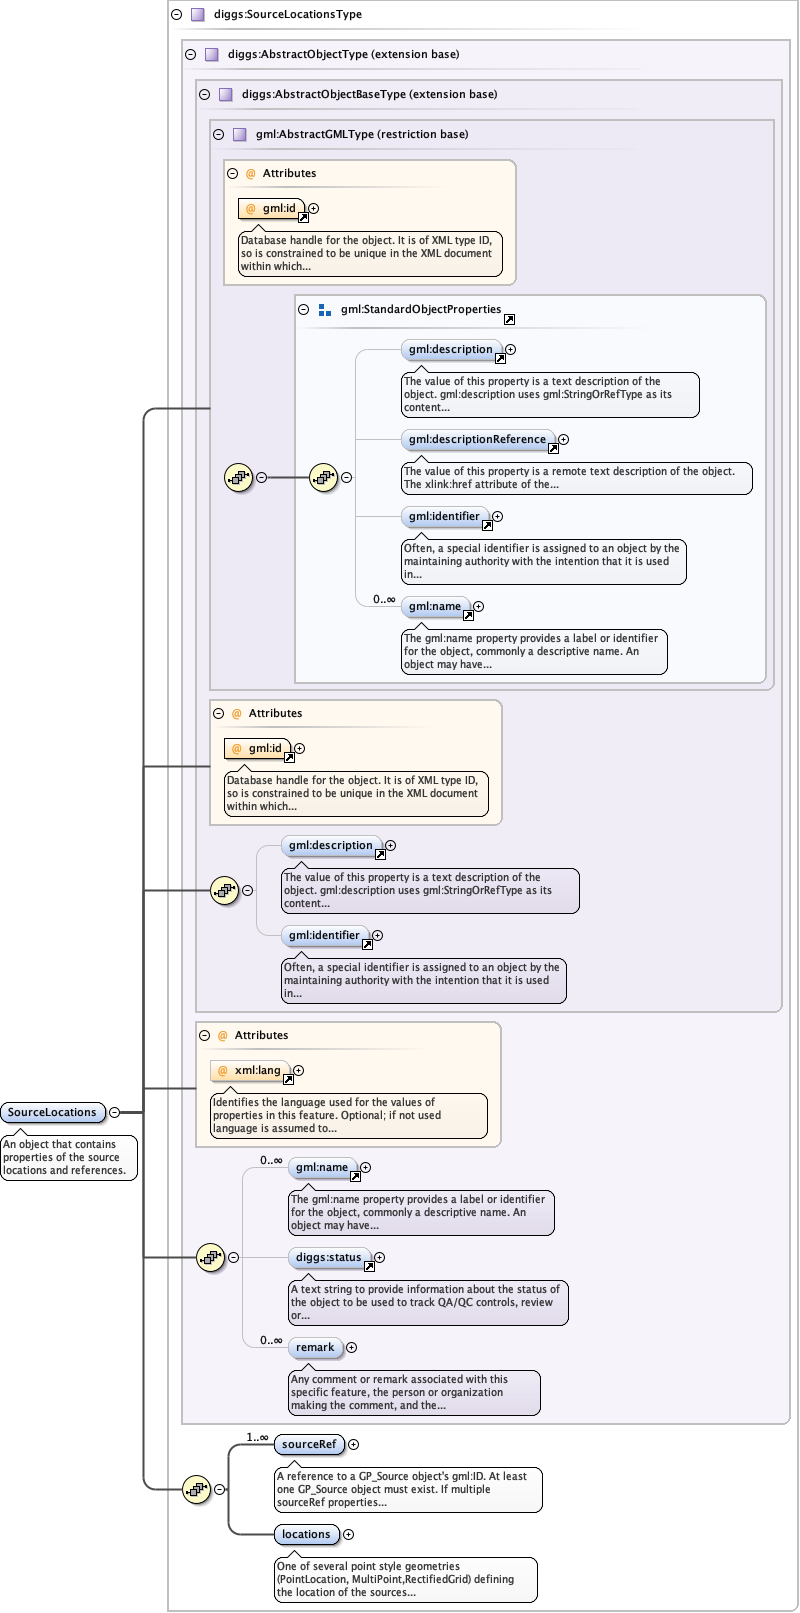 diggs:SourceLocationsType
diggs:AbstractObjectType (extension base)
diggs:AbstractObjectBaseType (extension base)
gml:AbstractGMLType (restriction base)
@ Attributes
@ gml:id
Database handle for the object. It is of XML type ID,
so is constrained to be unique in the XML document
within which...
gml:StandardObjectProperties
gml:description
The value of this property is a text description of the
object. gml:description uses gml:StringOrRefType as its
content...
gml:descriptionReference
The value of this property is a remote text description of the object.
The xlink:href attribute of the...
gml:identifier
Often, a special identifier is assigned to an object by the
maintaining authority with the intention that it is used
in...
0..∞
gml:name
The gml:name property provides a label or identifier
for the object, commonly a descriptive name. An
object may have...
@ Attributes
@ gml:id
Database handle for the object. It is of XML type ID,
so is constrained to be unique in the XML document
within which...
gml:description
The value of this property is a text description of the
object. gml:description uses gml:StringOrRefType as its
content...
gml:identifier
Often, a special identifier is assigned to an object by the
maintaining authority with the intention that it is used
in...
@ Attributes
@ xml:lang
Identifies the language used for the values of
properties in this feature. Optional; if not used
language is assumed to...
SourceLocations
An object that contains
properties of the source
locations and references.
0..∞
gml:name
The gml:name property provides a label or identifier
for the object, commonly a descriptive name. An
object may have...
diggs:status
A text string to provide information about the status of
the object to be used to track QA/QC controls, review
or...
0..∞
remark
Any comment or remark associated with this
specific feature, the person or organization
making the comment, and the...
1..∞
sourceRef
A reference to a GP_Source object's gml:ID. At least
one GP_Source object must exist. If multiple
sourceRef properties...
locations
One of several point style geometries
(PointLocation, MultiPoint,RectifiedGrid) defining
the location of the sources...